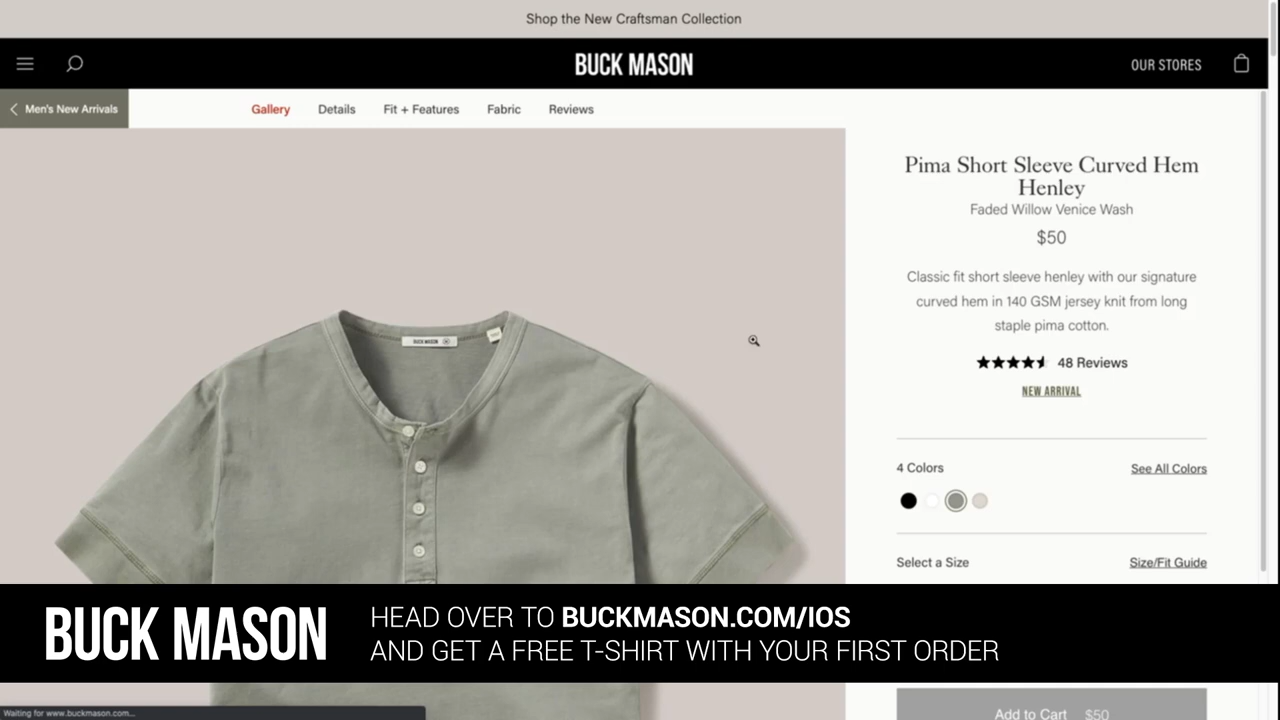 Shop the New Craftsman Collection
BUCK MASON
OUR STORES
Men's New Arrivals
Gallery
Details
Fit + Features
Fabric
Reviews
Pima Short Sleeve Curved Hem
Henley
Faded Willow Venice Wash
$50
Classic fit short sleeve henley with our signature
curved hem in 140 GSM jersey knit from long
staple pima cotton.
48 Reviews
NEW ARRIVAL
BUCK MASON
4 Colors
See All Colors
Select a Size
Size/Fit Guide
BUCK MASON
HEAD OVER TO BUCKMASON.COM/IOS
AND GET A FREE T-SHIRT WITH YOUR FIRST ORDER
Add to Cart $50
Waiting for www.buckmason.com...